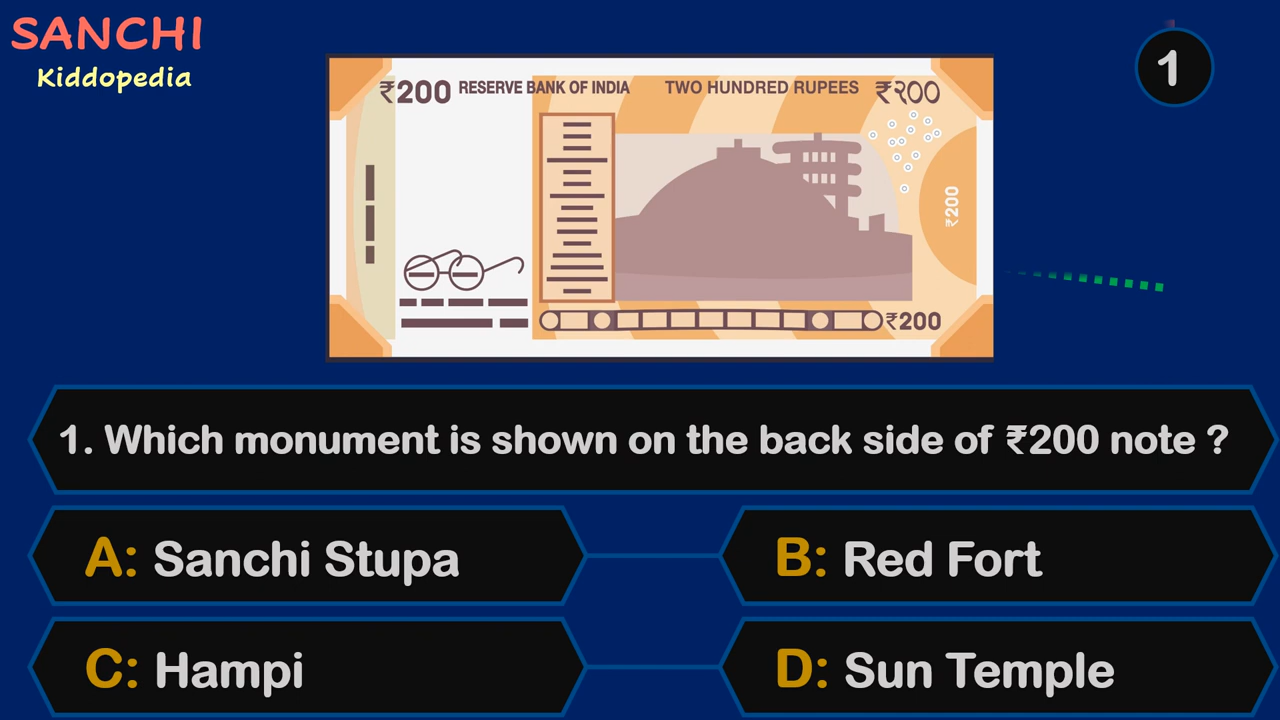 SANCHI
Kiddopedia
1
₹200 RESERVE BANK OF INDIA TWO HUNDRED RUPEES ₹२००
₹200
₹200
1. Which monument is shown on the back side of ₹200 note ?
A: Sanchi Stupa
B: Red Fort
C: Hampi
D: Sun Temple